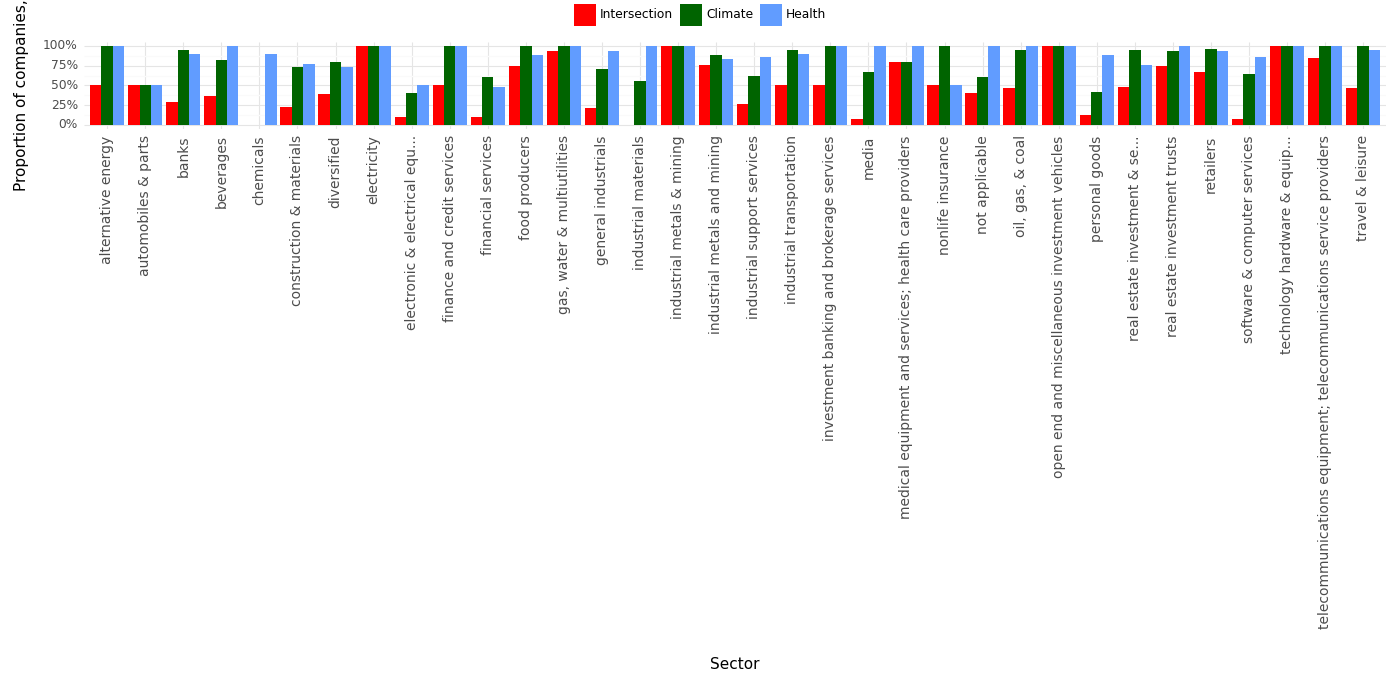 Intersection Climate Health
Proportion of companies,
100%
75%
50%
25%
0%
alternative energy
automobiles & parts
banks
beverages
chemicals
construction & materials
diversified
electricity
electronic & electrical equ...
finance and credit services
financial services
food producers
gas, water & multiutilities
general industrials
industrial materials
industrial metals & mining
industrial metals and mining
industrial support services
industrial transportation
investment banking and brokerage services
media
medical equipment and services; health care providers
nonlife insurance
not applicable
oil, gas, & coal
open end and miscellaneous investment vehicles
personal goods
real estate investment & se...
real estate investment trusts
retailers
software & computer services
technology hardware & equip...
telecommunications equipment; telecommunications service providers
travel & leisure
Sector